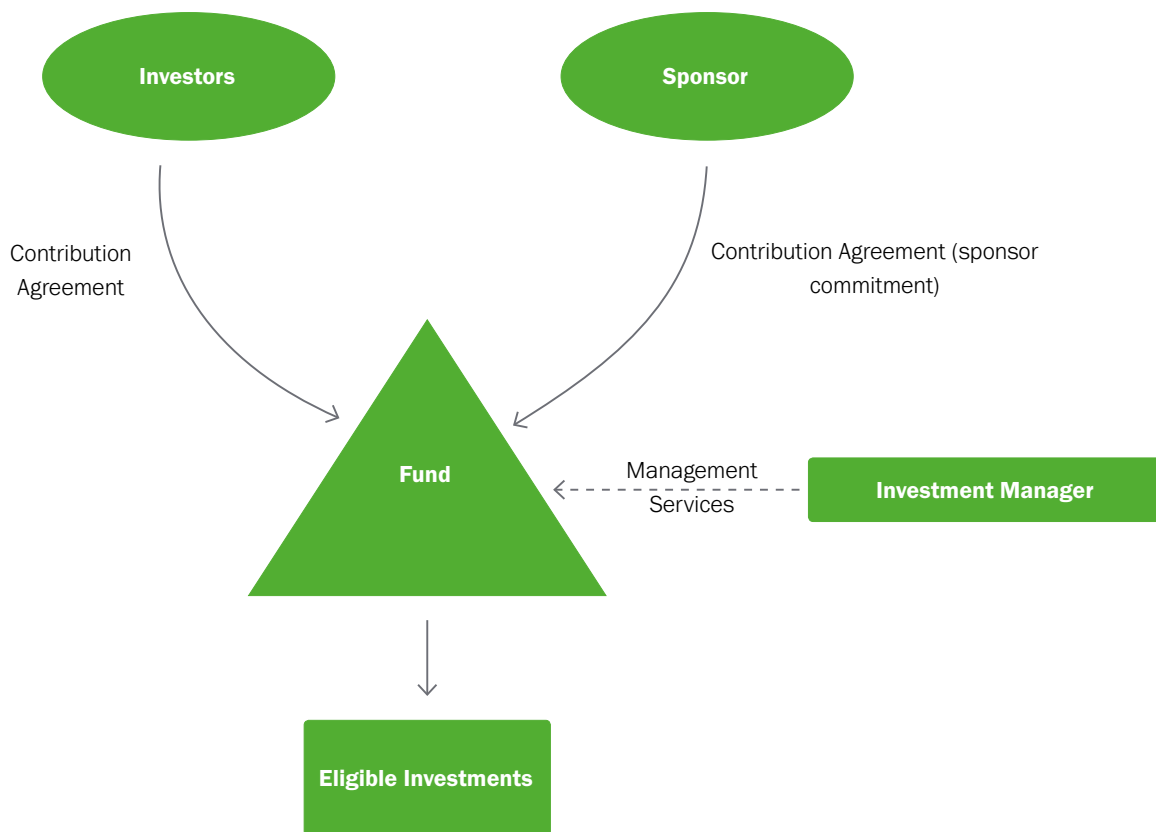 Investors
Sponsor
Contribution
Agreement
Contribution Agreement (sponsor
commitment)
Fund
Management
Services
Investment Manager
Eligible Investments